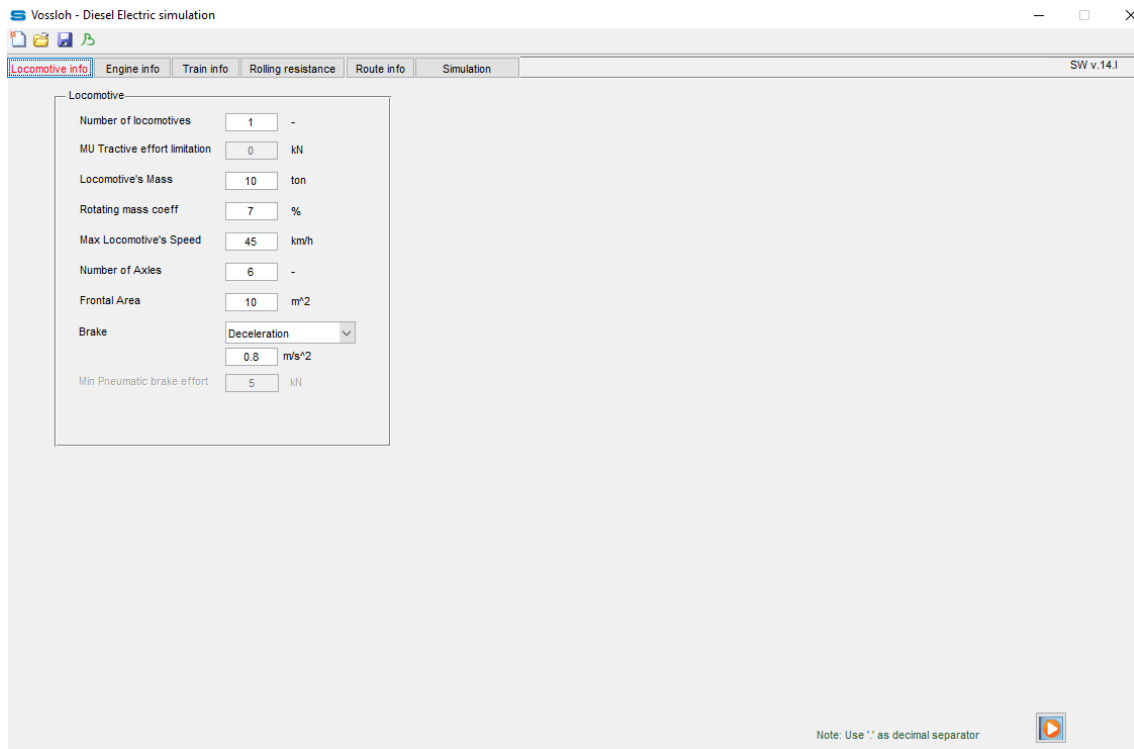 Vossloh - Diesel Electric simulation
Locomotive info Engine info Train info Rolling resistance Route info Simulation SW v.14.I
Locomotive
Number of locomotives 1 -
MU Tractive effort limitation 0 kN
Locomotive's Mass 10 ton
Rotating mass coeff 7 %
Max Locomotive's Speed 45 km/h
Number of Axles 6 -
Frontal Area 10 m^2
Brake Deceleration
0.8 m/s^2
Min Pneumatic brake effort 5 kN
Note: Use '.' as decimal separator